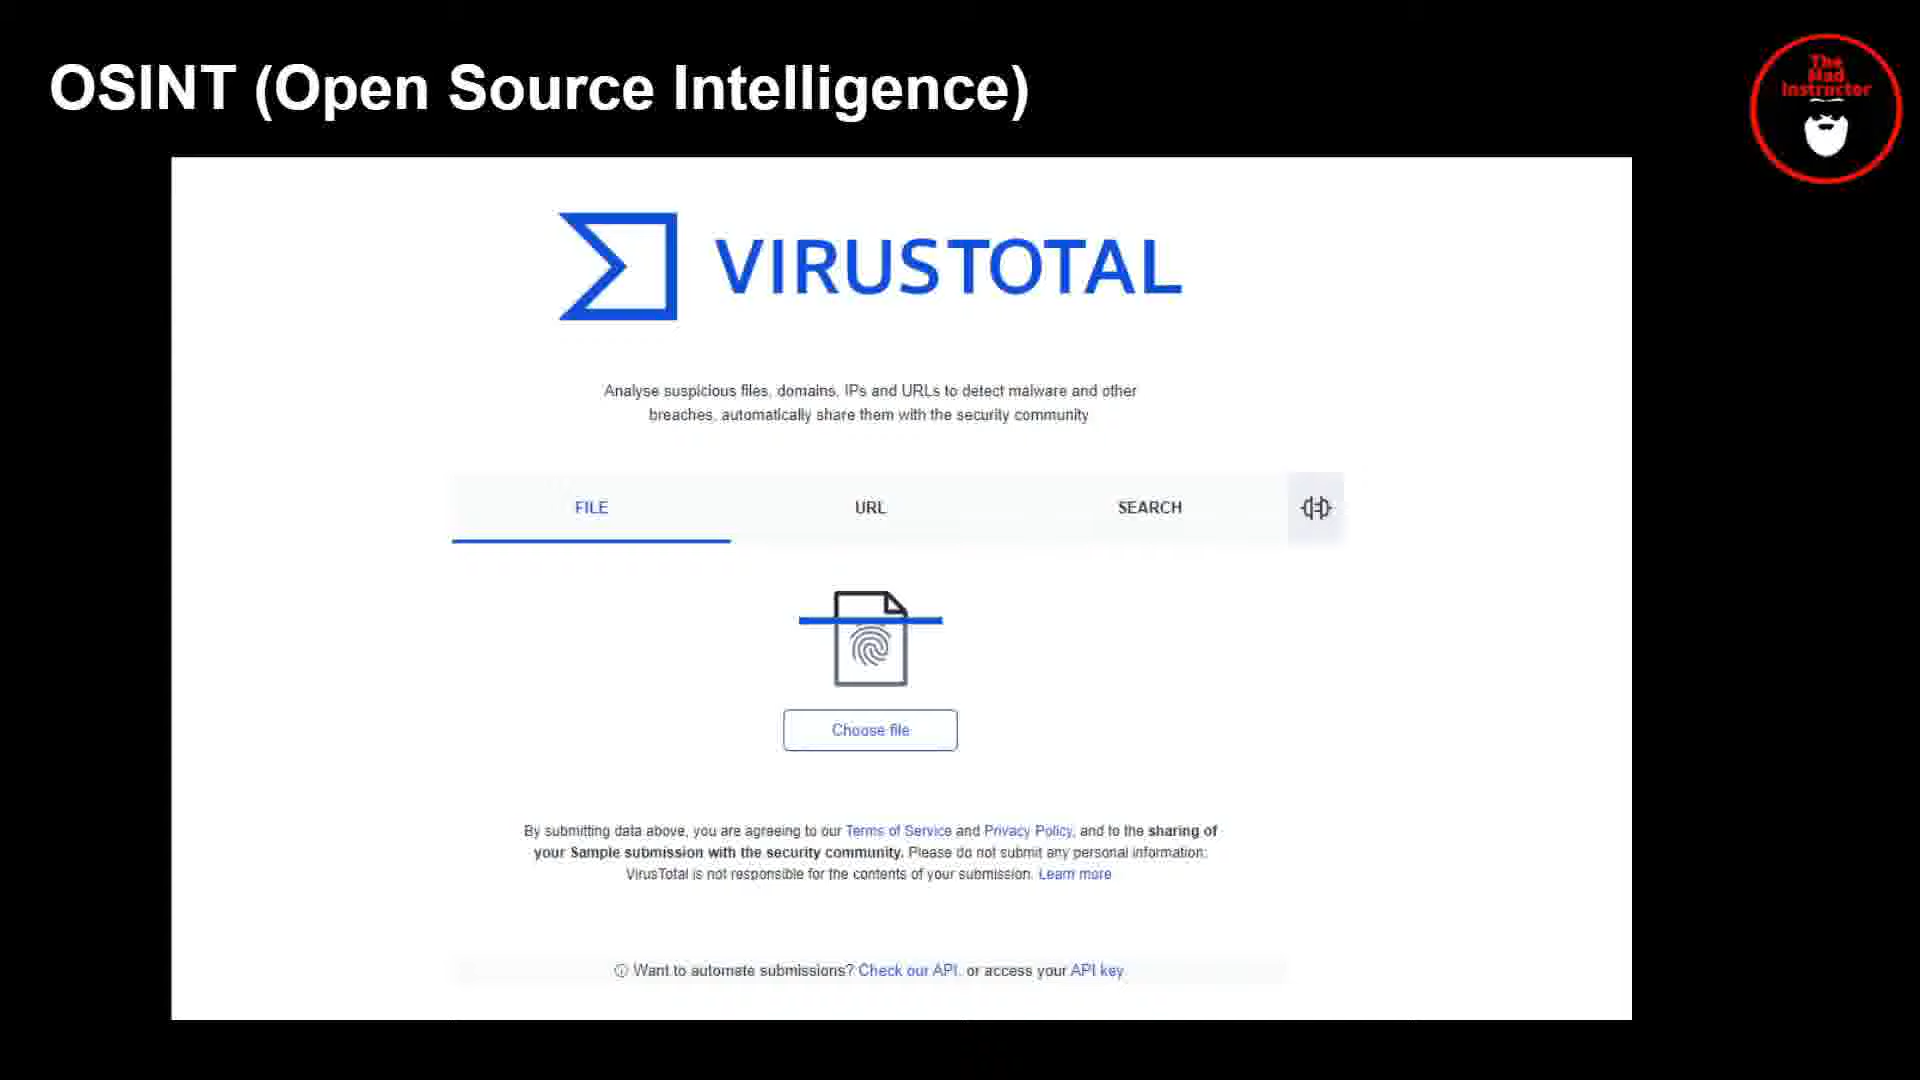 OSINT (Open Source Intelligence)
The
Mad
Instructor
VIRUSTOTAL
Analyse suspicious files, domains, IPs and URLs to detect malware and other
breaches, automatically share them with the security community
FILE
URL
SEARCH
Choose file
By submitting data above, you are agreeing to our Terms of Service and Privacy Policy, and to the sharing of
your Sample submission with the security community. Please do not submit any personal information;
VirusTotal is not responsible for the contents of your submission. Learn more
Want to automate submissions? Check our API, or access your API key